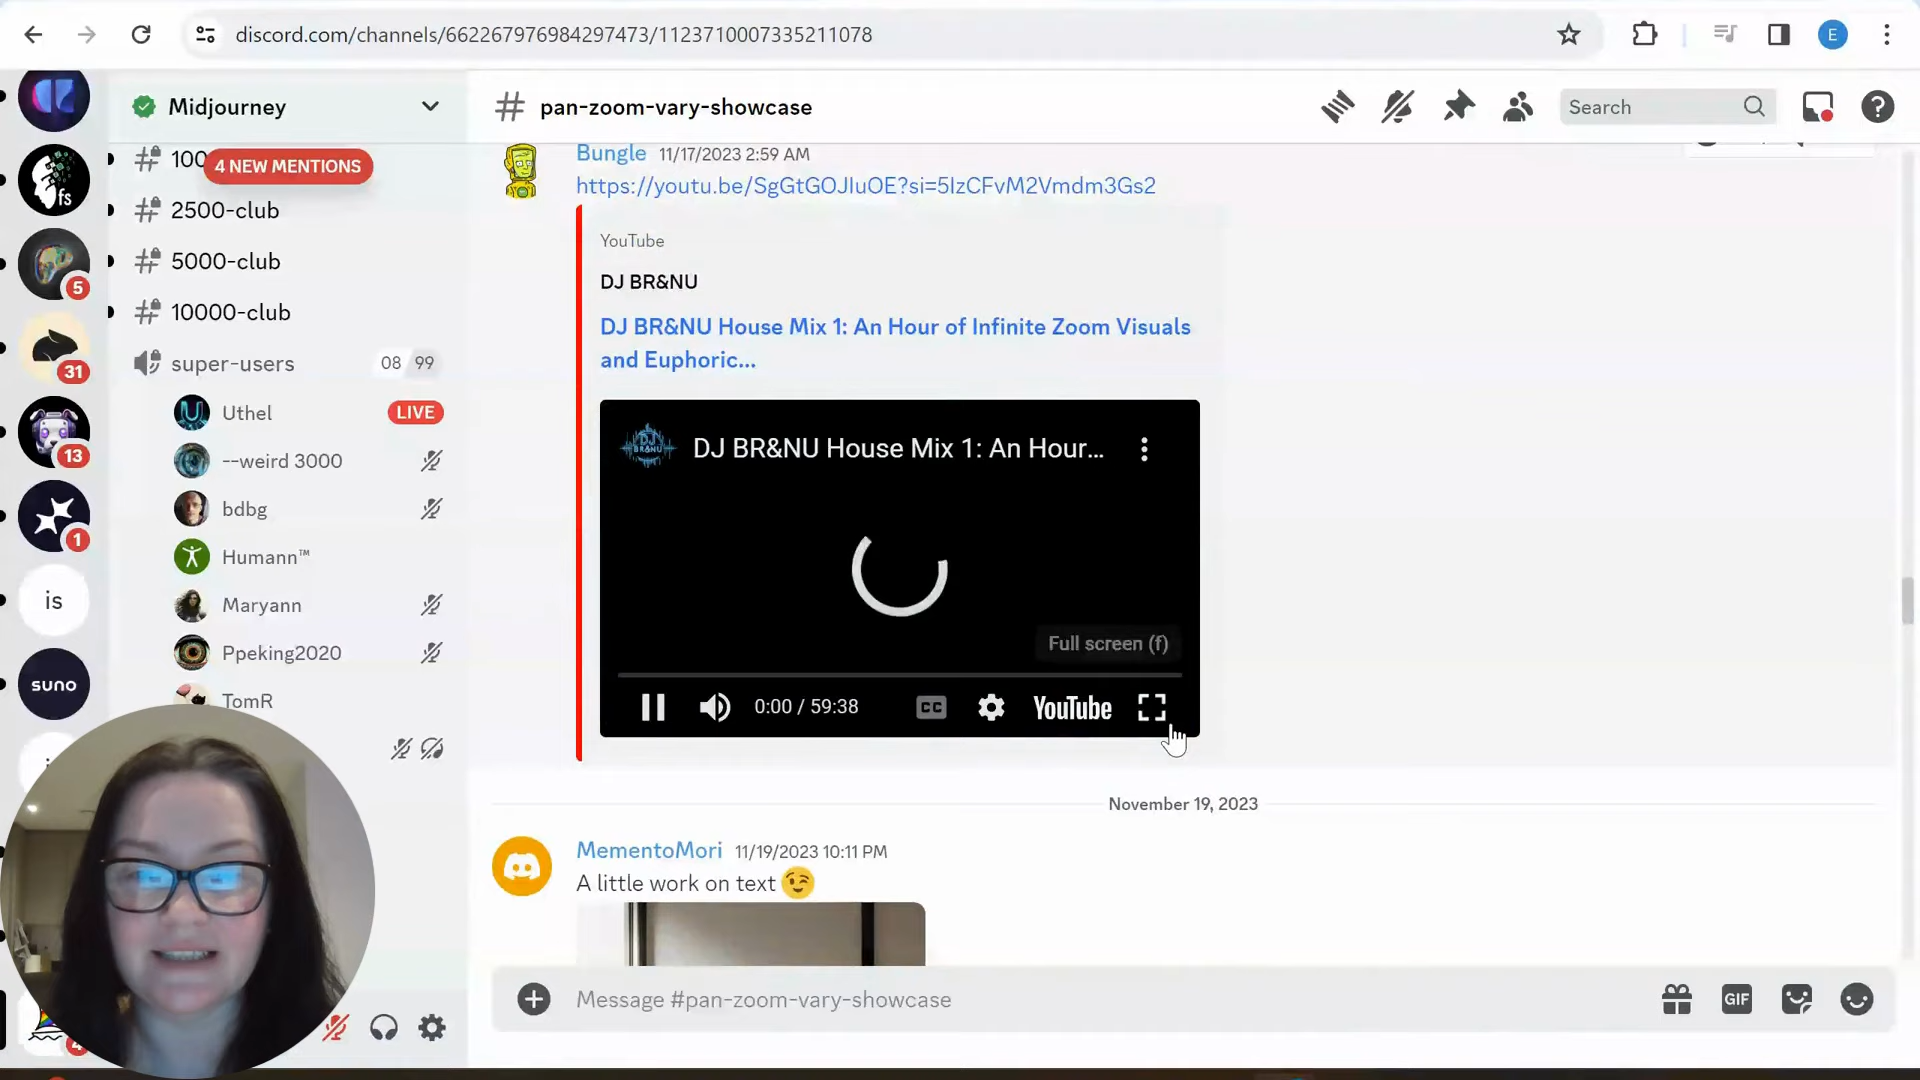 discord.com/channels/662267976984297473/1123710007335211078
E
Midjourney
# pan-zoom-vary-showcase
Search
100
4 NEW MENTIONS
2500-club
5000-club
10000-club
super-users
08 99
Uthel
LIVE
--weird 3000
bdbg
Humann™
Maryann
Ppeking2020
TomR
fs
5
31
13
1
is
suno
Bungle 11/17/2023 2:59 AM
https://youtu.be/SgGtGOJIuOE?si=5IzCFvM2Vmdm3Gs2
YouTube
DJ BR&NU
DJ BR&NU House Mix 1: An Hour of Infinite Zoom Visuals
and Euphoric...
DJ BR&NU House Mix 1: An Hour...
Full screen (f)
0:00 / 59:38
CC
YouTube
November 19, 2023
MementoMori 11/19/2023 10:11 PM
A little work on text
Message #pan-zoom-vary-showcase
GIF